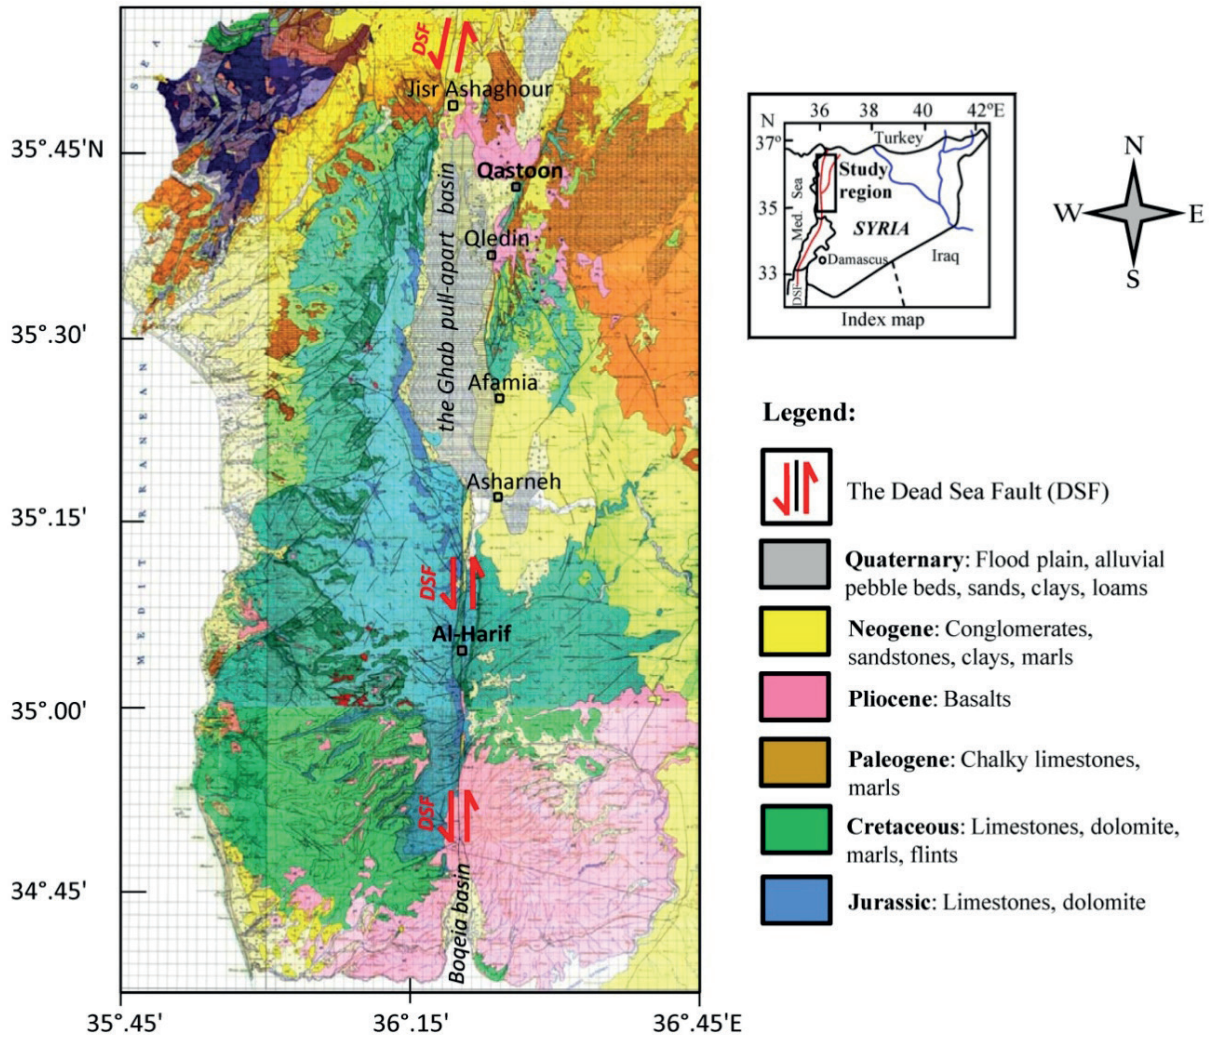 DSF
Jisr Ashaghour
35°.45'N
Qastoon
the Ghab pull-apart basin
Qledin
35°.30'
Afamia
MEDIT RRANEAN
SEA
Asharneh
35°.15'
DSF
Al-Harif
35°.00'
DSF
34°.45'
Boqeia basin
35°.45'
36°.15'
36°.45'E
N
36
38
40
42°E
37°
Turkey
Study
region
Sea
Med.
35
SYRIA
Damascus
Iraq
33
DSF
Index map
N
W
E
S
Legend:
The Dead Sea Fault (DSF)
Quaternary: Flood plain, alluvial
pebble beds, sands, clays, loams
Neogene: Conglomerates,
sandstones, clays, marls
Pliocene: Basalts
Paleogene: Chalky limestones,
marls
Cretaceous: Limestones, dolomite,
marls, flints
Jurassic: Limestones, dolomite